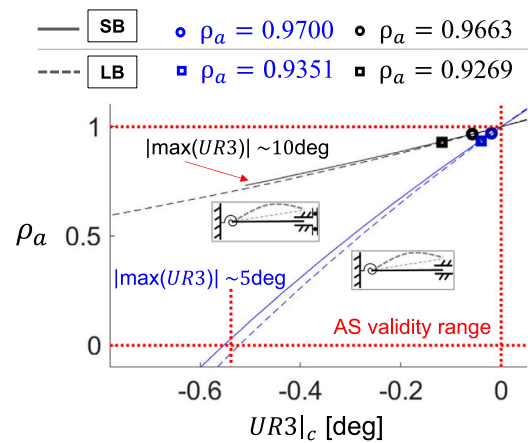 SB ρₐ = 0.9700 ρₐ = 0.9663
LB ρₐ = 0.9351 ρₐ = 0.9269
1
|max(UR3)| ~10deg
ρₐ
0.5
|max(UR3)| ~5deg
AS validity range
0
-0.6 -0.4 -0.2 0
UR3|c [deg]